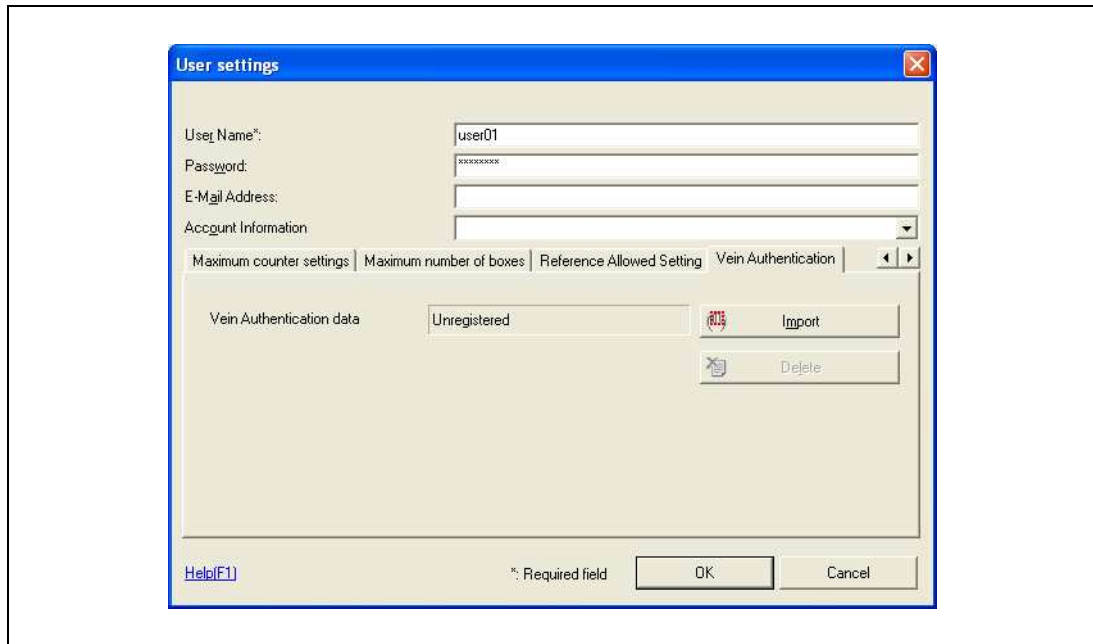 User settings
User Name*: user01
Password: ********
E-Mail Address:
Account Information
Maximum counter settings Maximum number of boxes Reference Allowed Setting Vein Authentication
Vein Authentication data Unregistered Import
Delete
Help(F1) *: Required field OK Cancel